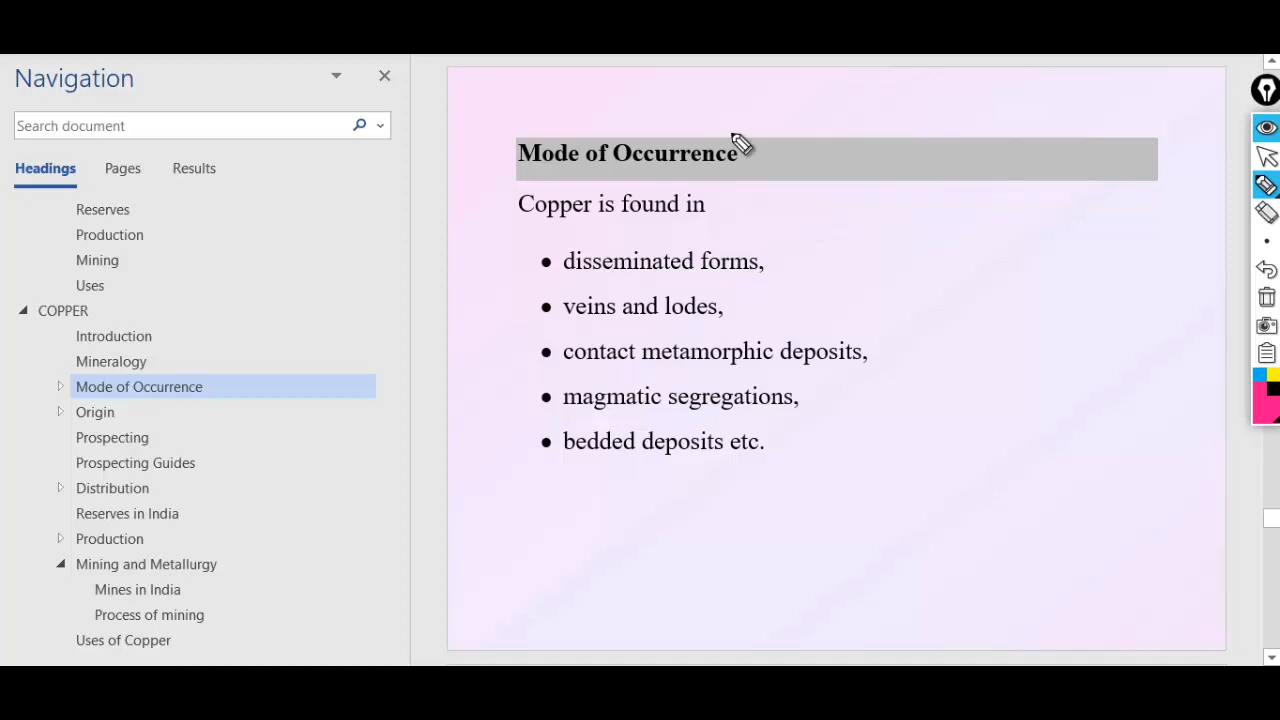 Navigation
Search document
Headings Pages Results
Reserves
Production
Mining
Uses
COPPER
Introduction
Mineralogy
Mode of Occurrence
Origin
Prospecting
Prospecting Guides
Distribution
Reserves in India
Production
Mining and Metallurgy
Mines in India
Process of mining
Uses of Copper
Mode of Occurrence
Copper is found in
• disseminated forms,
• veins and lodes,
• contact metamorphic deposits,
• magmatic segregations,
• bedded deposits etc.